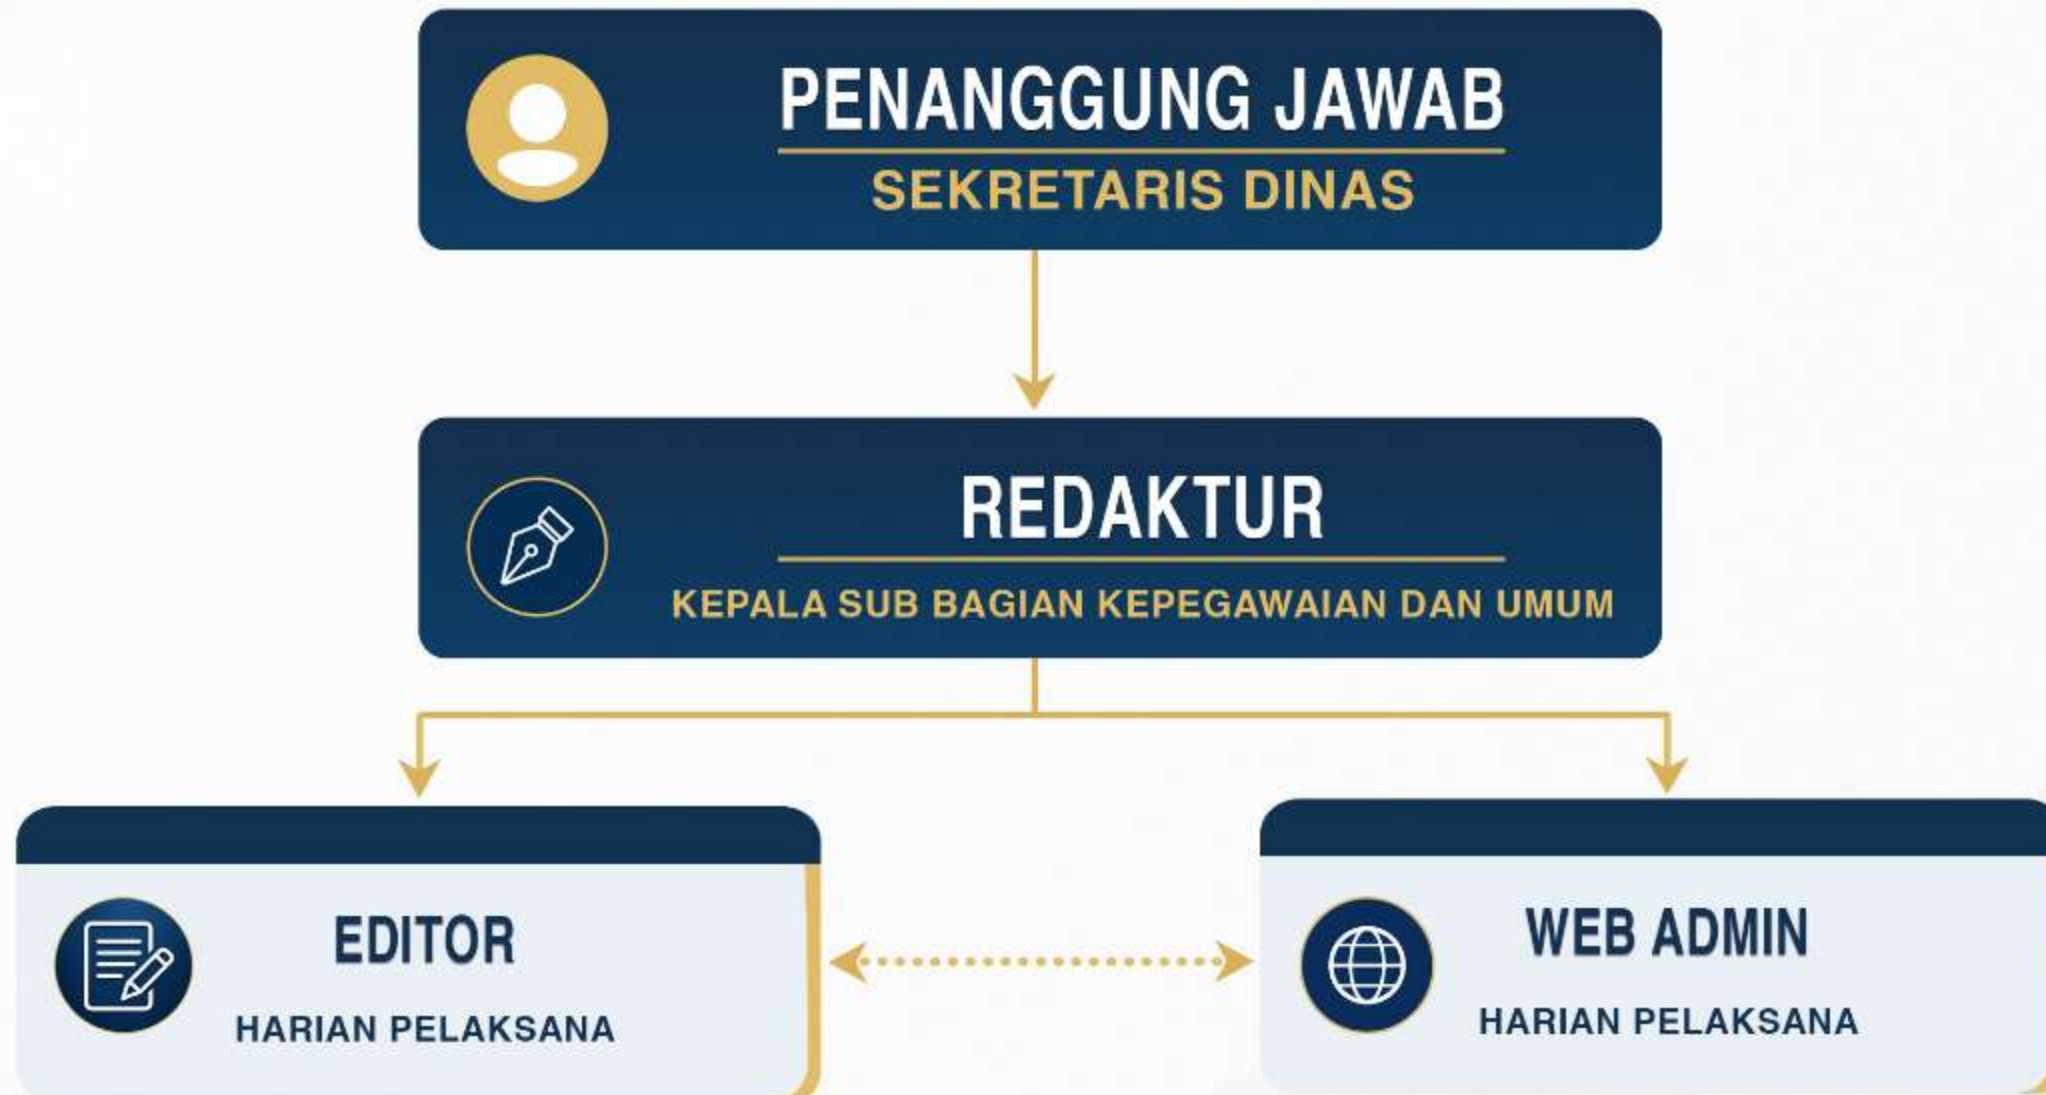 PENANGGUNG JAWAB
SEKRETARIS DINAS
REDAKTUR
KEPALA SUB BAGIAN KEPEGAWAIAN DAN UMUM
EDITOR
HARIAN PELAKSANA
WEB ADMIN
HARIAN PELAKSANA